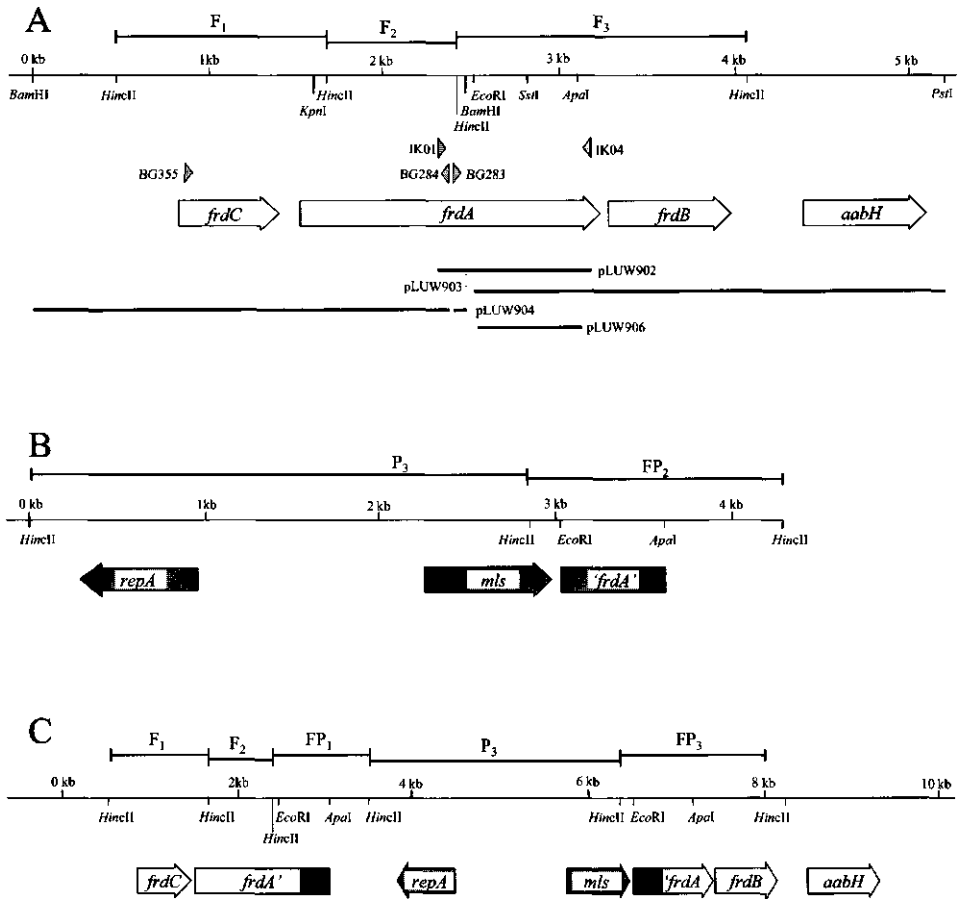 A
F1 F2 F3
0 kb 1 kb 2 kb 3 kb 4 kb 5 kb
BamHI HincII HincII EcoRI SstI ApaI HincII PstI
KpnI BamHI
HincII
IK01 IK04
BG355 BG284 BG283
frdC frdA frdB aabH
pLUW902
pLUW903
pLUW904
pLUW906
B
P3 FP2
0 kb 1kb 2 kb 3 kb 4 kb
HincII HincII EcoRI ApaI HincII
repA mls 'frdA'
C
F1 F2 FP1 P3 FP3
0 kb 2 kb 4 kb 6 kb 8 kb 10 kb
HincII HincII EcoRI ApaI HincII HincII EcoRI ApaI HincII
HincII
frdC frdA' repA mls 'frdA frdB aabH